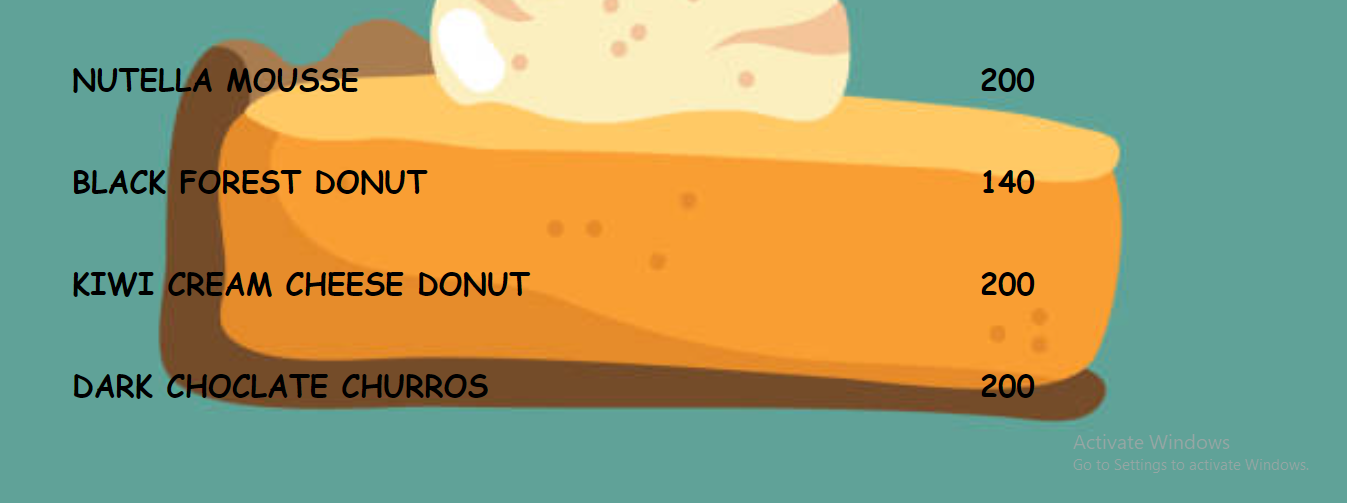 NUTELLA MOUSSE 200
BLACK FOREST DONUT 140
KIWI CREAM CHEESE DONUT 200
DARK CHOCLATE CHURROS 200
Activate Windows
Go to Settings to activate Windows.